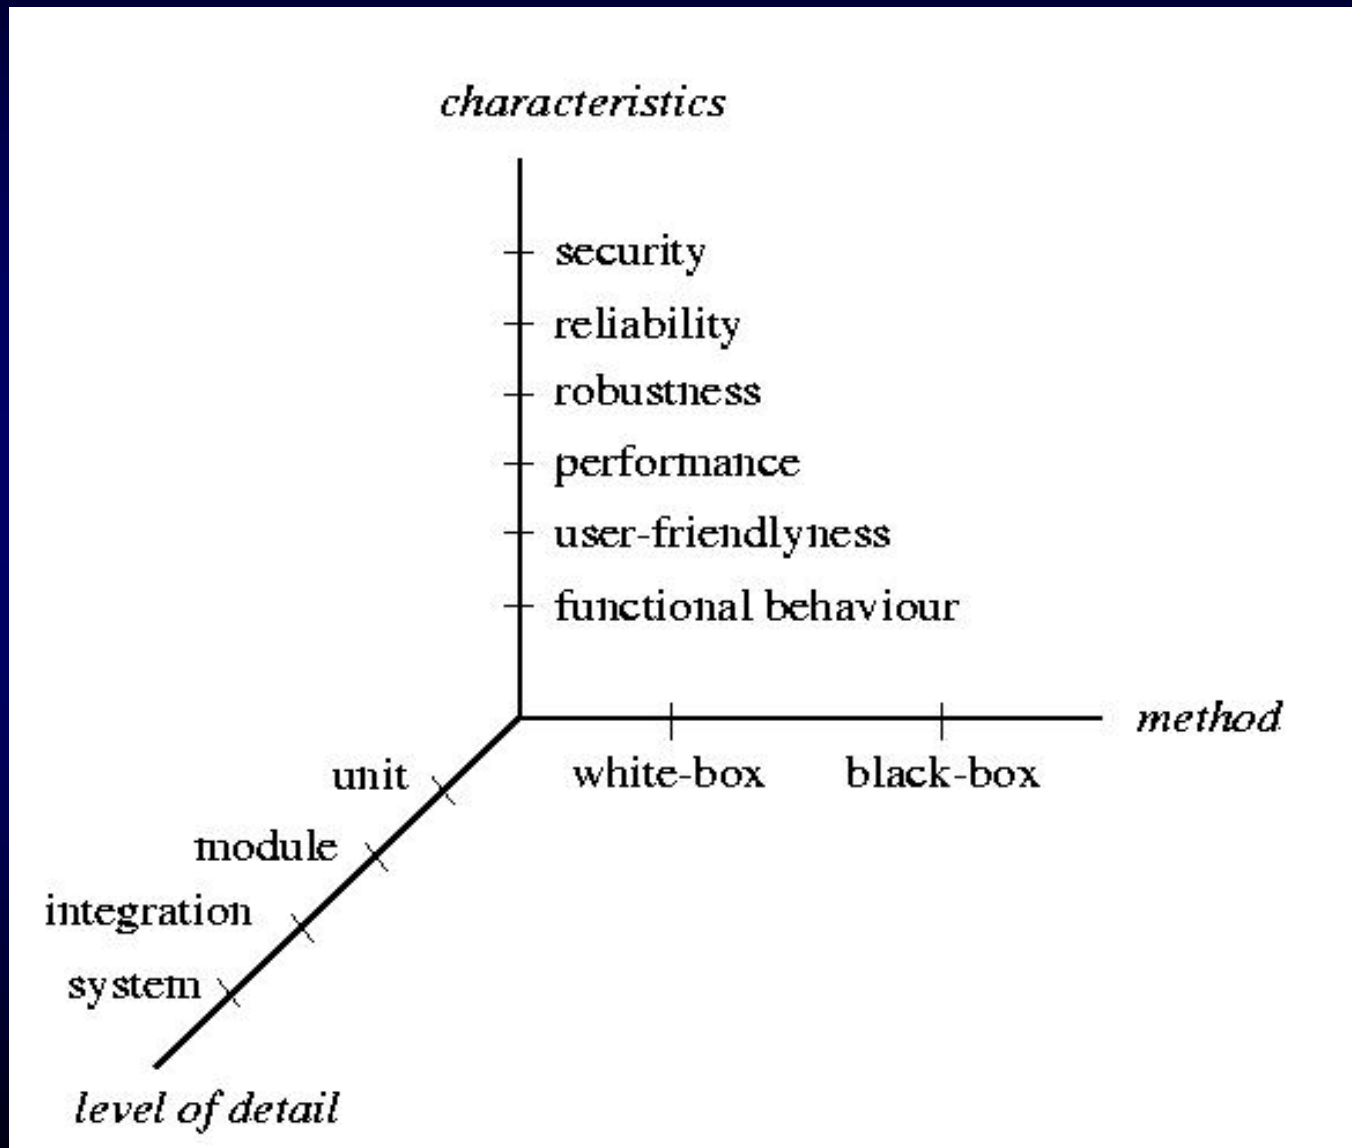 characteristics
security
reliability
robustness
performance
user-friendlyness
functional behaviour
method
white-box black-box
unit
module
integration
system
level of detail